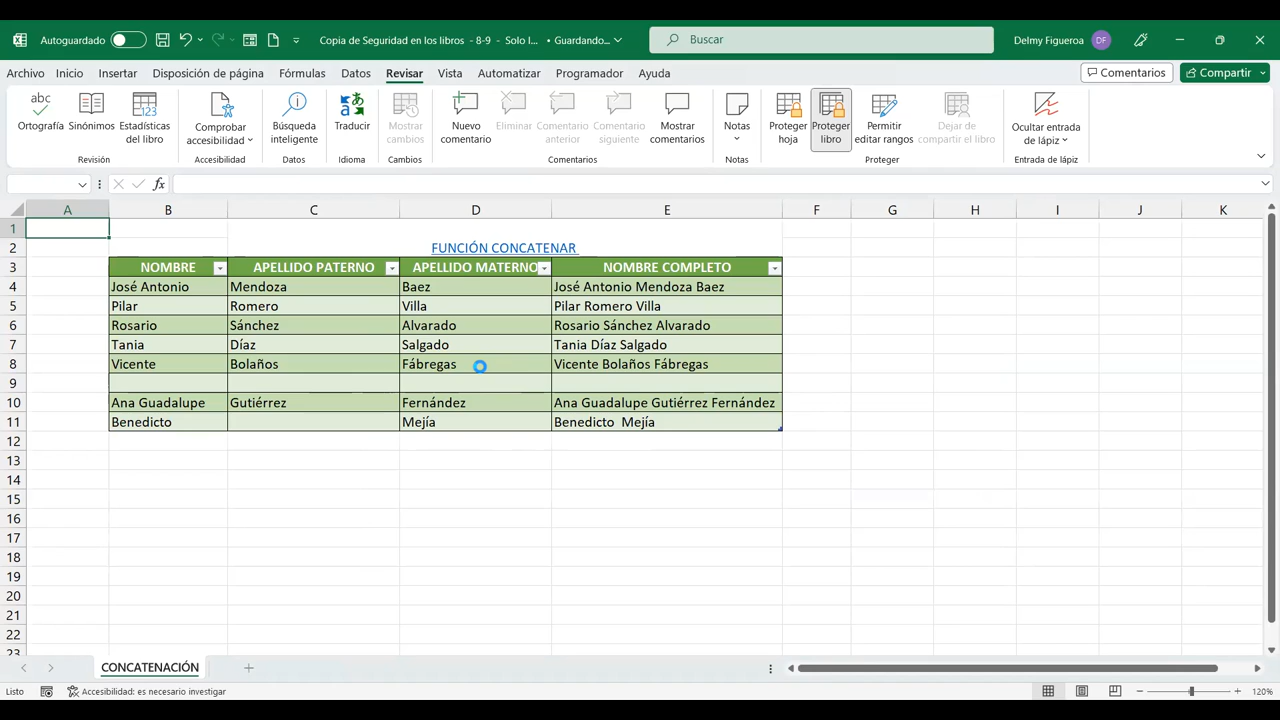 Autoguardado
Copia de Seguridad en los libros - 8-9 - Solo l... • Guardando...
Buscar
Delmy Figueroa DF
Archivo Inicio Insertar Disposición de página Fórmulas Datos Revisar Vista Automatizar Programador Ayuda Comentarios Compartir
abc
Ortografía Sinónimos Estadísticas del libro
Comprobar accesibilidad
Búsqueda inteligente
Traducir
Mostrar cambios
Nuevo comentario
Eliminar
Comentario anterior
Comentario siguiente
Mostrar comentarios
Notas
Proteger hoja
Proteger libro
Permitir editar rangos
Dejar de compartir el libro
Ocultar entrada de lápiz
Revisión Accesibilidad Datos Idioma Cambios Comentarios Notas Proteger Entrada de lápiz
fx
A B C D E F G H I J K
1
2 FUNCIÓN CONCATENAR
3 NOMBRE APELLIDO PATERNO APELLIDO MATERNO NOMBRE COMPLETO
4 José Antonio Mendoza Baez José Antonio Mendoza Baez
5 Pilar Romero Villa Pilar Romero Villa
6 Rosario Sánchez Alvarado Rosario Sánchez Alvarado
7 Tania Díaz Salgado Tania Díaz Salgado
8 Vicente Bolaños Fábregas Vicente Bolaños Fábregas
9
10 Ana Guadalupe Gutiérrez Fernández Ana Guadalupe Gutiérrez Fernández
11 Benedicto Mejía Benedicto  Mejía
12
13
14
15
16
17
18
19
20
21
22
23
CONCATENACIÓN
Listo Accesibilidad: es necesario investigar 120%